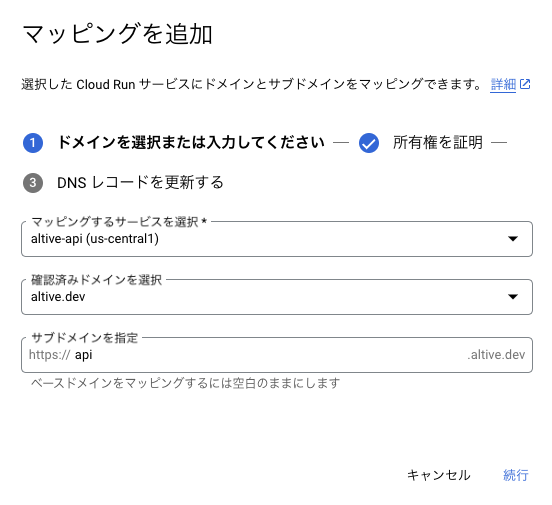 マッピングを追加
選択した Cloud Run サービスにドメインとサブドメインをマッピングできます。 詳細
1 ドメインを選択または入力してください — 所有権を証明 —
3 DNS レコードを更新する
マッピングするサービスを選択 *
altive-api (us-central1)
確認済みドメインを選択
altive.dev
サブドメインを指定
https:// api .altive.dev
ベースドメインをマッピングするには空白のままにします
キャンセル 続行